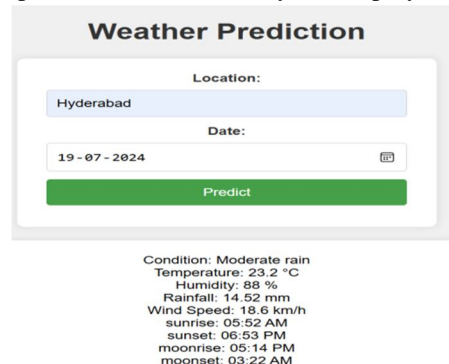 Weather Prediction
Location:
Hyderabad
Date:
19-07-2024
Predict
Condition: Moderate rain
Temperature: 23.2 °C
Humidity: 88 %
Rainfall: 14.52 mm
Wind Speed: 18.6 km/h
sunrise: 05:52 AM
sunset: 06:53 PM
moonrise: 05:14 PM
moonset: 03:22 AM